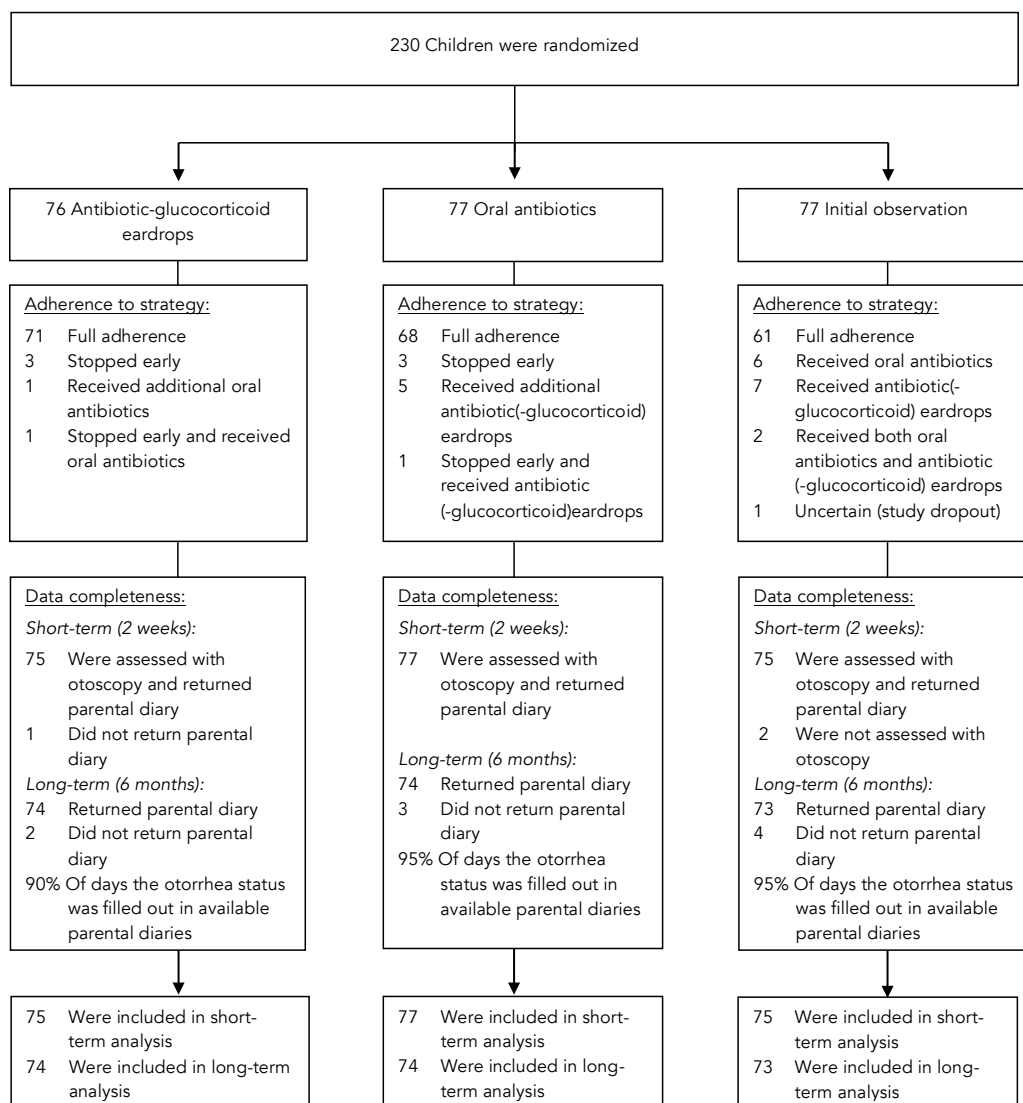 230 Children were randomized
76 Antibiotic-glucocorticoid
eardrops
77 Oral antibiotics
77 Initial observation
Adherence to strategy:
71 Full adherence
3 Stopped early
1 Received additional oral
antibiotics
1 Stopped early and received
oral antibiotics
Adherence to strategy:
68 Full adherence
3 Stopped early
5 Received additional
antibiotic(-glucocorticoid)
eardrops
1 Stopped early and
received antibiotic
(-glucocorticoid)eardrops
Adherence to strategy:
61 Full adherence
6 Received oral antibiotics
7 Received antibiotic(-
glucocorticoid) eardrops
2 Received both oral
antibiotics and antibiotic
(-glucocorticoid) eardrops
1 Uncertain (study dropout)
Data completeness:
Short-term (2 weeks):
75 Were assessed with
otoscopy and returned
parental diary
1 Did not return parental
diary
Long-term (6 months):
74 Returned parental diary
2 Did not return parental
diary
90% Of days the otorrhea status
was filled out in available
parental diaries
Data completeness:
Short-term (2 weeks):
77 Were assessed with
otoscopy and returned
parental diary
Long-term (6 months):
74 Returned parental diary
3 Did not return parental
diary
95% Of days the otorrhea
status was filled out in
available parental diaries
Data completeness:
Short-term (2 weeks):
75 Were assessed with
otoscopy and returned
parental diary
2 Were not assessed with
otoscopy
Long-term (6 months):
73 Returned parental diary
4 Did not return parental
diary
95% Of days the otorrhea status
was filled out in available
parental diaries
75 Were included in short-
term analysis
74 Were included in long-term
analysis
77 Were included in short-
term analysis
74 Were included in long-
term analysis
75 Were included in short-
term analysis
73 Were included in long-
term analysis